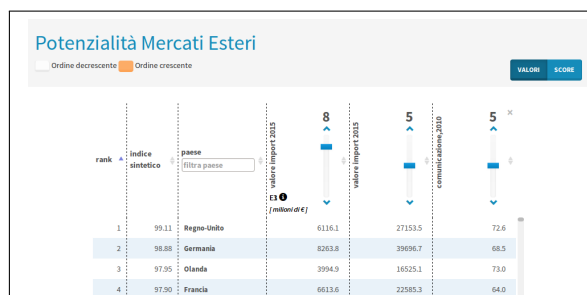 Potenzialità Mercati Esteri
Ordine decrescente Ordine crescente
VALORI SCORE
8 5 5 ×
rank indice sintetico paese valore import 2015 valore import 2015 comunicazione,2010
filtra paese
E3
[ milioni di € ]
1 99.11 Regno-Unito 6116.1 27153.5 72.6
2 98.88 Germania 8263.8 39696.7 68.5
3 97.95 Olanda 3994.9 16525.1 73.0
4 97.90 Francia 6613.6 22585.3 64.0